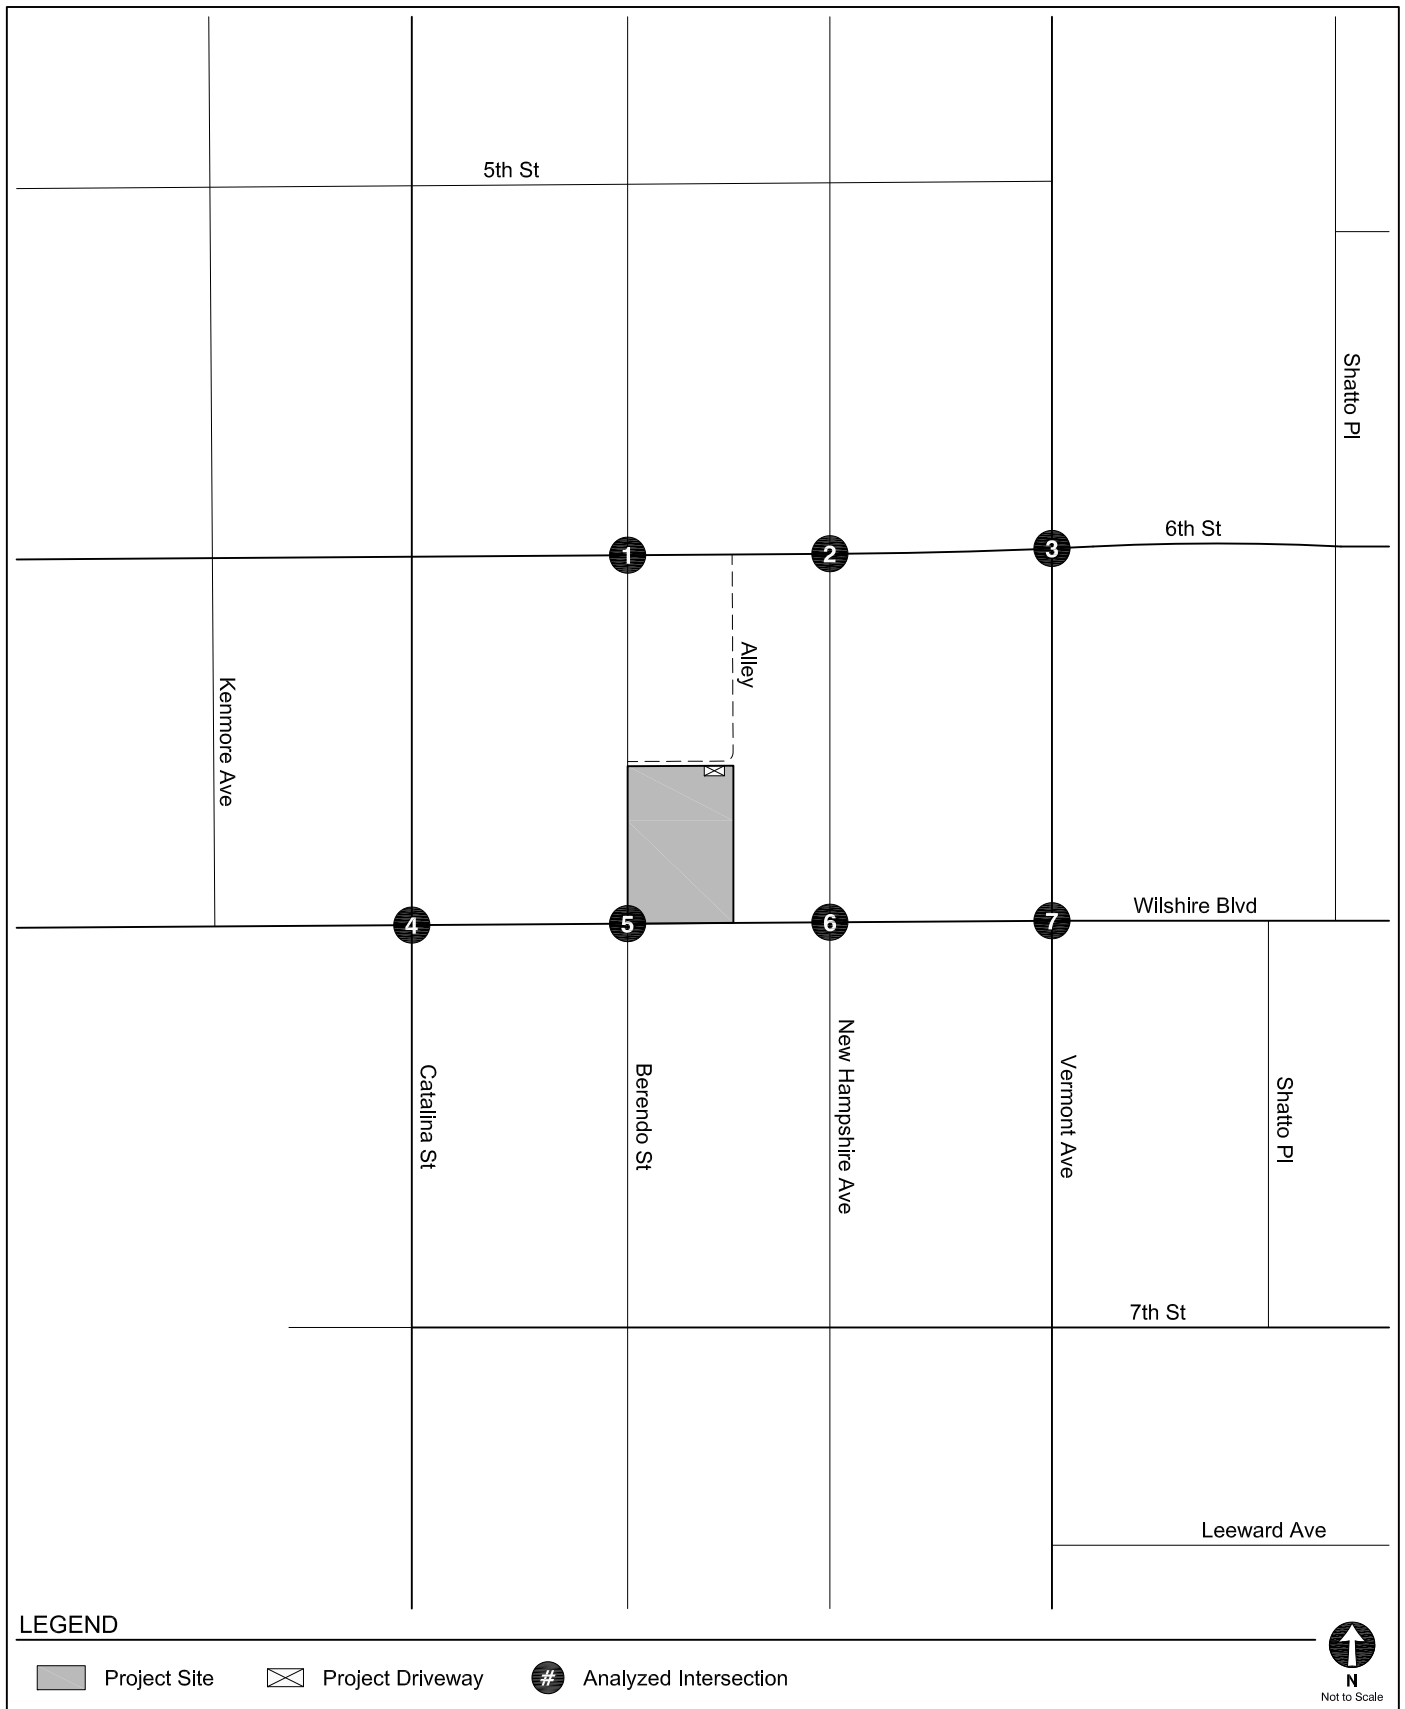 5th St
Shatto Pl
6th St
1
2
3
Alley
Kenmore Ave
Wilshire Blvd
4
5
6
7
Catalina St
Berendo St
New Hampshire Ave
Vermont Ave
Shatto Pl
7th St
Leeward Ave
LEGEND
Project Site
Project Driveway
# Analyzed Intersection
N
Not to Scale